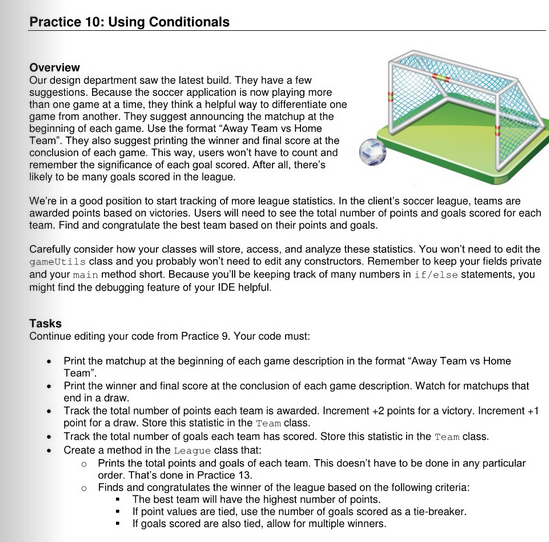 Practice 10: Using Conditionals
Overview
Our design department saw the latest build. They have a few
suggestions. Because the soccer application is now playing more
than one game at a time, they think a helpful way to differentiate one
game from another. They suggest announcing the matchup at the
beginning of each game. Use the format “Away Team vs Home
Team”. They also suggest printing the winner and final score at the
conclusion of each game. This way, users won’t have to count and
remember the significance of each goal scored. After all, there’s
likely to be many goals scored in the league.
We’re in a good position to start tracking of more league statistics. In the client’s soccer league, teams are
awarded points based on victories. Users will need to see the total number of points and goals scored for each
team. Find and congratulate the best team based on their points and goals.
Carefully consider how your classes will store, access, and analyze these statistics. You won’t need to edit the
gameUtils class and you probably won’t need to edit any constructors. Remember to keep your fields private
and your main method short. Because you’ll be keeping track of many numbers in if/else statements, you
might find the debugging feature of your IDE helpful.
Tasks
Continue editing your code from Practice 9. Your code must:
• Print the matchup at the beginning of each game description in the format “Away Team vs Home
Team”.
• Print the winner and final score at the conclusion of each game description. Watch for matchups that
end in a draw.
• Track the total number of points each team is awarded. Increment +2 points for a victory. Increment +1
point for a draw. Store this statistic in the Team class.
• Track the total number of goals each team has scored. Store this statistic in the Team class.
• Create a method in the League class that:
o Prints the total points and goals of each team. This doesn’t have to be done in any particular
order. That’s done in Practice 13.
o Finds and congratulates the winner of the league based on the following criteria:
▪ The best team will have the highest number of points.
▪ If point values are tied, use the number of goals scored as a tie-breaker.
▪ If goals scored are also tied, allow for multiple winners.